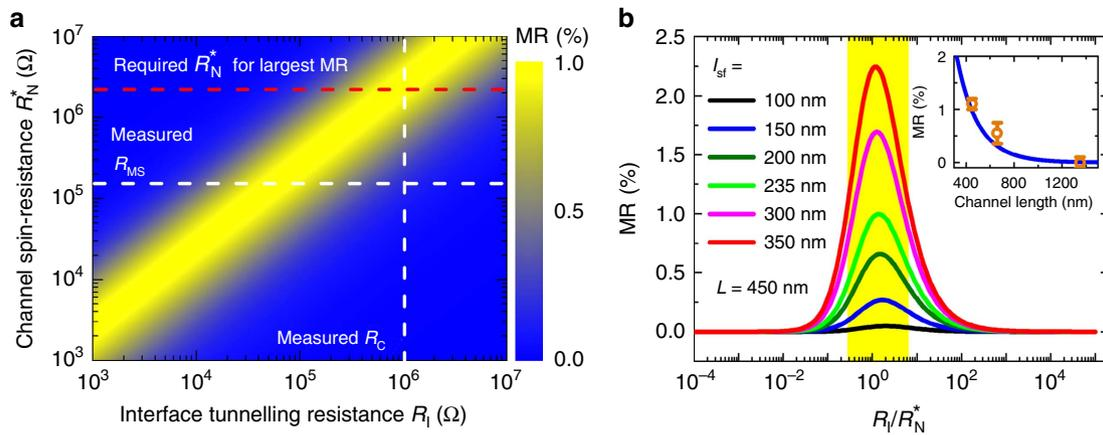 a
MR (%)
10⁷
10⁶
10⁵
10⁴
10³
Channel spin-resistance R*N (Ω)
Required R*N for largest MR
Measured
RMS
Measured RC
1.0
0.5
0.0
10³ 10⁴ 10⁵ 10⁶ 10⁷
Interface tunnelling resistance RI (Ω)
b
2.5
2.0
1.5
1.0
0.5
0.0
MR (%)
lsf =
100 nm
150 nm
200 nm
235 nm
300 nm
350 nm
L = 450 nm
2
1
0
MR (%)
400 800 1200
Channel length (nm)
10⁻⁴ 10⁻² 10⁰ 10² 10⁴
RI/R*N